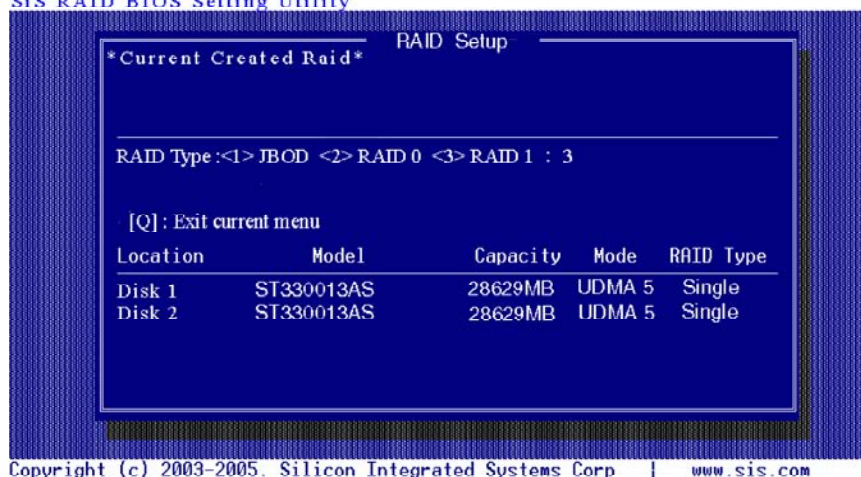 SiS RAID BIOS Setting Utility
RAID Setup
*Current Created Raid*
RAID Type :<1> JBOD <2> RAID 0 <3> RAID 1 : 3
[Q] : Exit current menu
Location Model Capacity Mode RAID Type
Disk 1 ST330013AS 28629MB UDMA 5 Single
Disk 2 ST330013AS 28629MB UDMA 5 Single
Copyright (c) 2003-2005. Silicon Integrated Systems Corp | www.sis.com